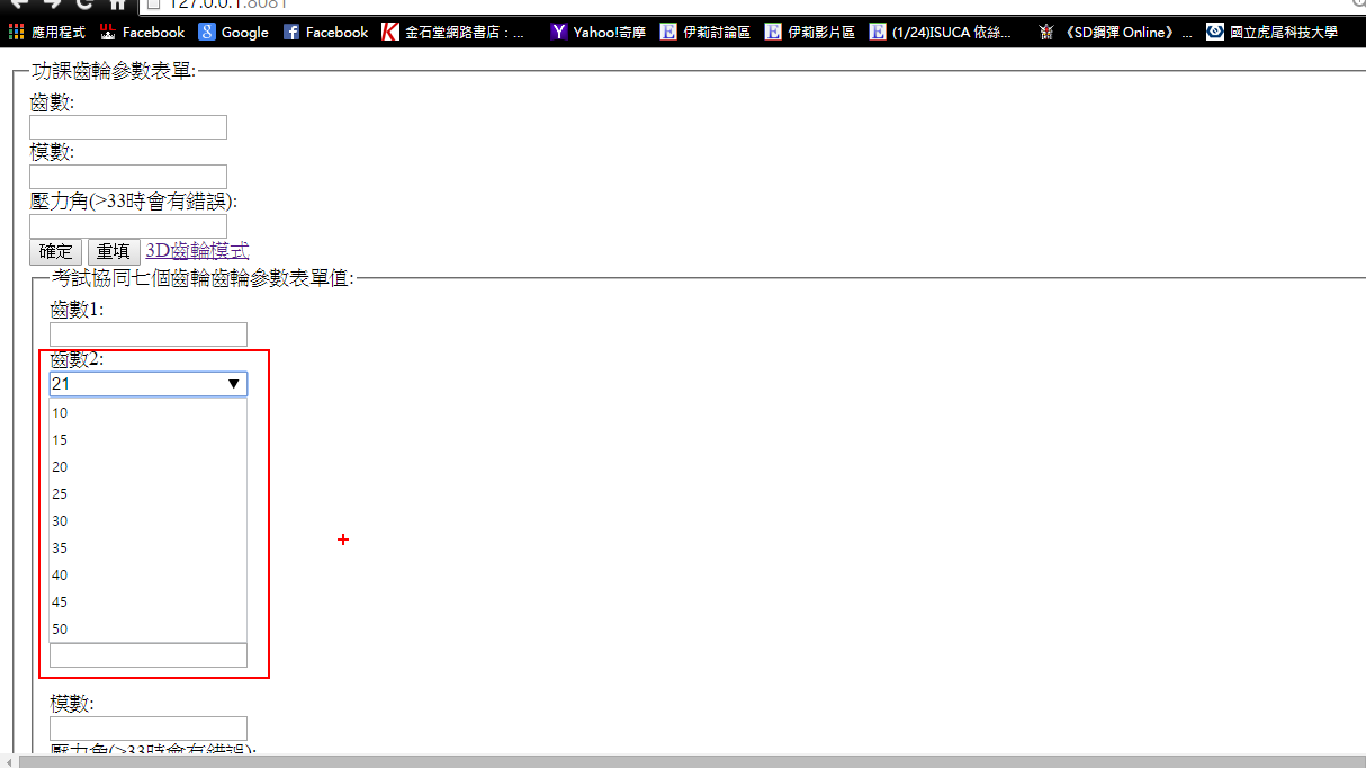 127.0.0.1:8081
應用程式 Facebook Google Facebook 金石堂網路書店：... Yahoo!奇摩 伊莉討論區 伊莉影片區 (1/24)ISUCA 依絲... 《SD鋼彈 Online》 ... 國立虎尾科技大學
功課齒輪參數表單:
齒數:
模數:
壓力角(>33時會有錯誤):
確定 重填 3D齒輪模式
考試協同七個齒輪齒輪參數表單值:
齒數1:
齒數2:
21
10
15
20
25
30
35
40
45
50
模數:
壓力角(>33時會有錯誤):